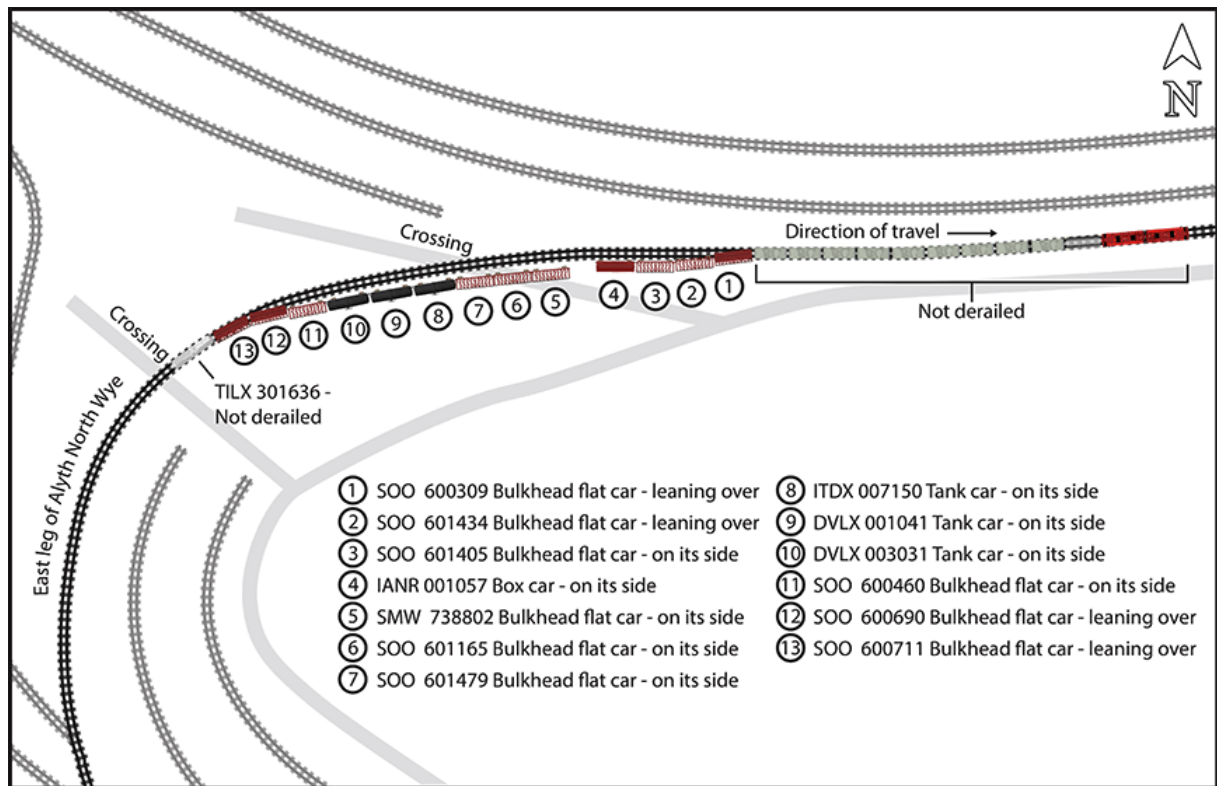 N
Crossing
Direction of travel
Not derailed
4 3 2 1
10 9 8 7 6 5
13 12 11
Crossing
TILX 301636 -
Not derailed
East leg of Alyth North Wye
1 SOO 600309 Bulkhead flat car - leaning over
2 SOO 601434 Bulkhead flat car - leaning over
3 SOO 601405 Bulkhead flat car - on its side
4 IANR 001057 Box car - on its side
5 SMW 738802 Bulkhead flat car - on its side
6 SOO 601165 Bulkhead flat car - on its side
7 SOO 601479 Bulkhead flat car - on its side
8 ITDX 007150 Tank car - on its side
9 DVLX 001041 Tank car - on its side
10 DVLX 003031 Tank car - on its side
11 SOO 600460 Bulkhead flat car - on its side
12 SOO 600690 Bulkhead flat car - leaning over
13 SOO 600711 Bulkhead flat car - leaning over